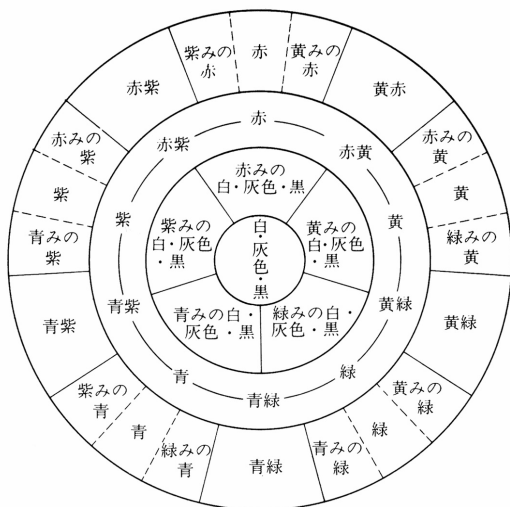 赤
黄みの
赤
黄赤
赤みの
黄
黄
緑みの
黄
黄緑
黄みの
緑
緑
青みの
緑
青緑
緑みの
青
青
紫みの
青
青紫
青みの
紫
紫
赤みの
紫
赤紫
紫みの
赤
赤
赤黄
黄
黄緑
緑
青緑
青
青紫
紫
赤紫
赤みの
白・灰色・黒
黄みの
白・灰色
・黒
緑みの白・
灰色・黒
青みの白・
灰色・黒
紫みの
白・灰色
・黒
白・灰色・黒